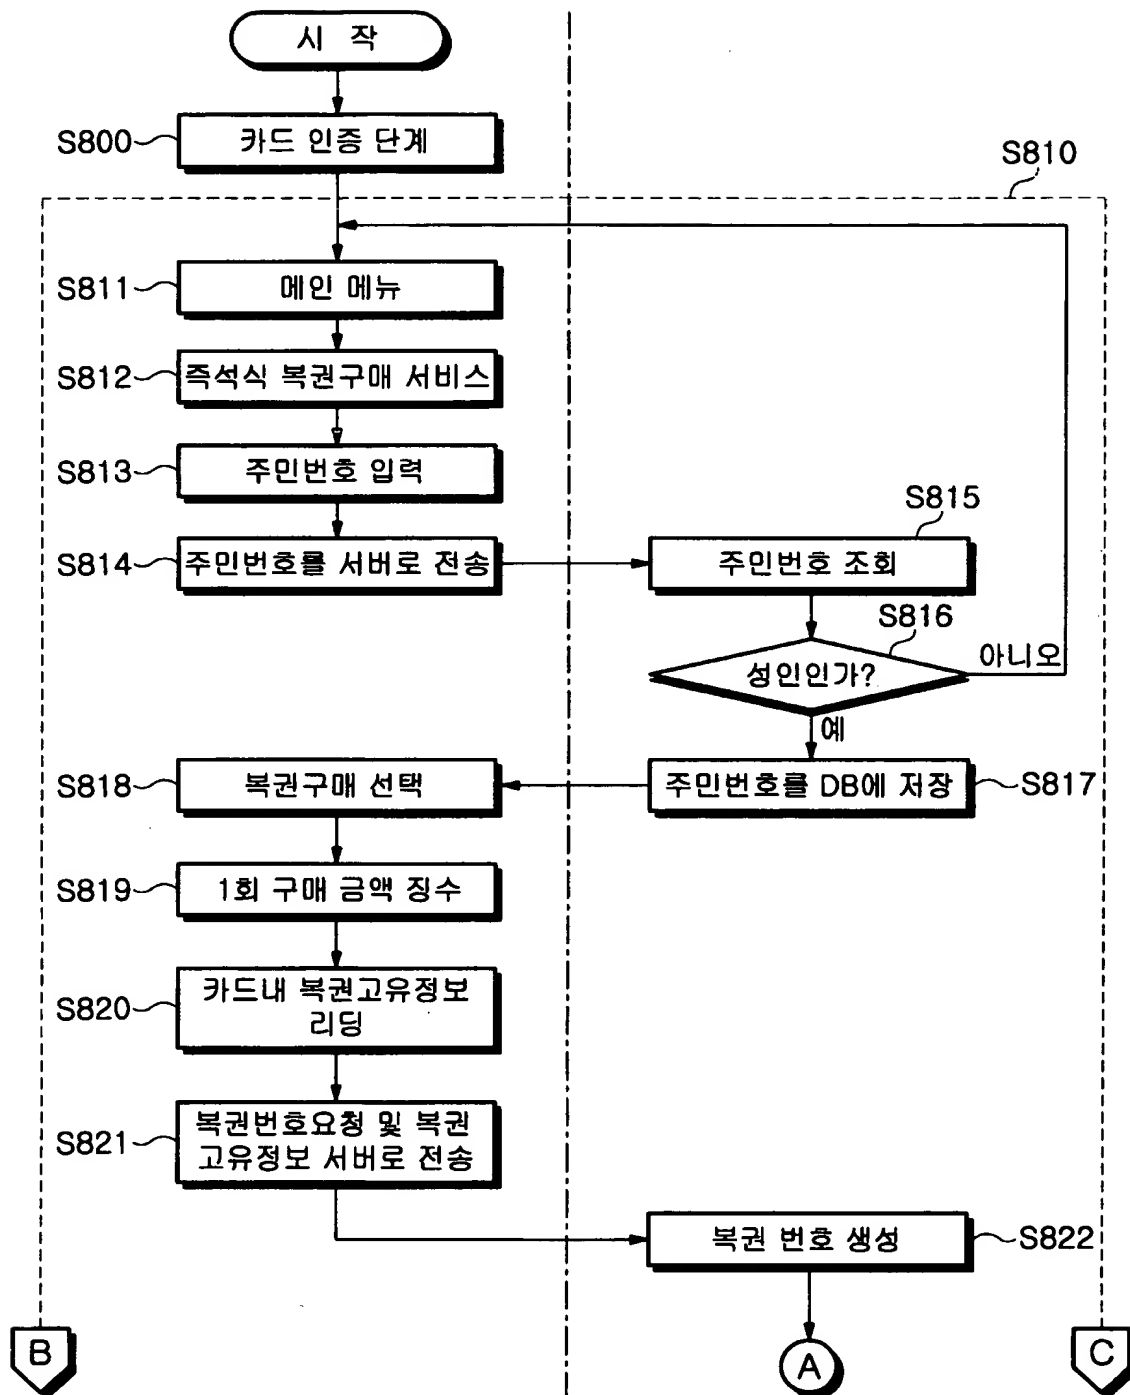 시 작
S800
카드 인증 단계
S810
S811
메인 메뉴
S812
즉석식 복권구매 서비스
S813
주민번호 입력
S814
주민번호를 서버로 전송
S815
주민번호 조회
S816
성인인가?
아니오
예
S817
주민번호를 DB에 저장
S818
복권구매 선택
S819
1회 구매 금액 징수
S820
카드내 복권고유정보
리딩
S821
복권번호요청 및 복권
고유정보 서버로 전송
S822
복권 번호 생성
B
A
C